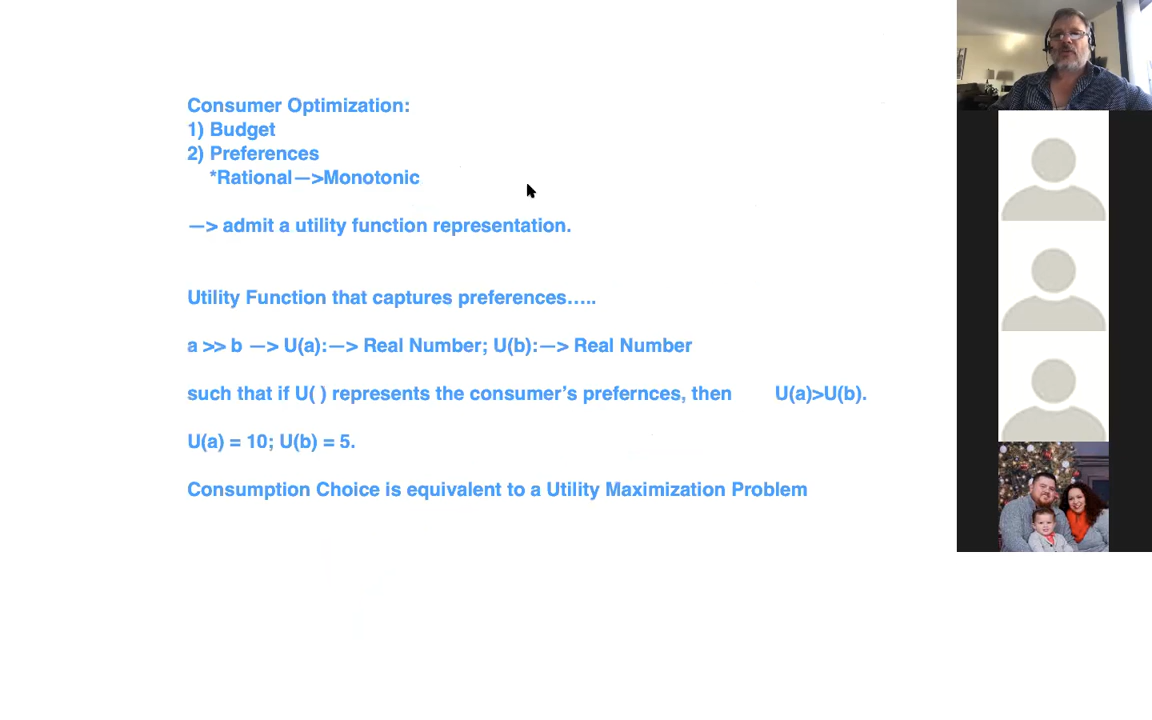 Consumer Optimization:
1) Budget
2) Preferences
*Rational—>Monotonic
—> admit a utility function representation.
Utility Function that captures preferences…..
a >> b —> U(a):—> Real Number; U(b):—> Real Number
such that if U( ) represents the consumer’s prefernces, then U(a)>U(b).
U(a) = 10; U(b) = 5.
Consumption Choice is equivalent to a Utility Maximization Problem